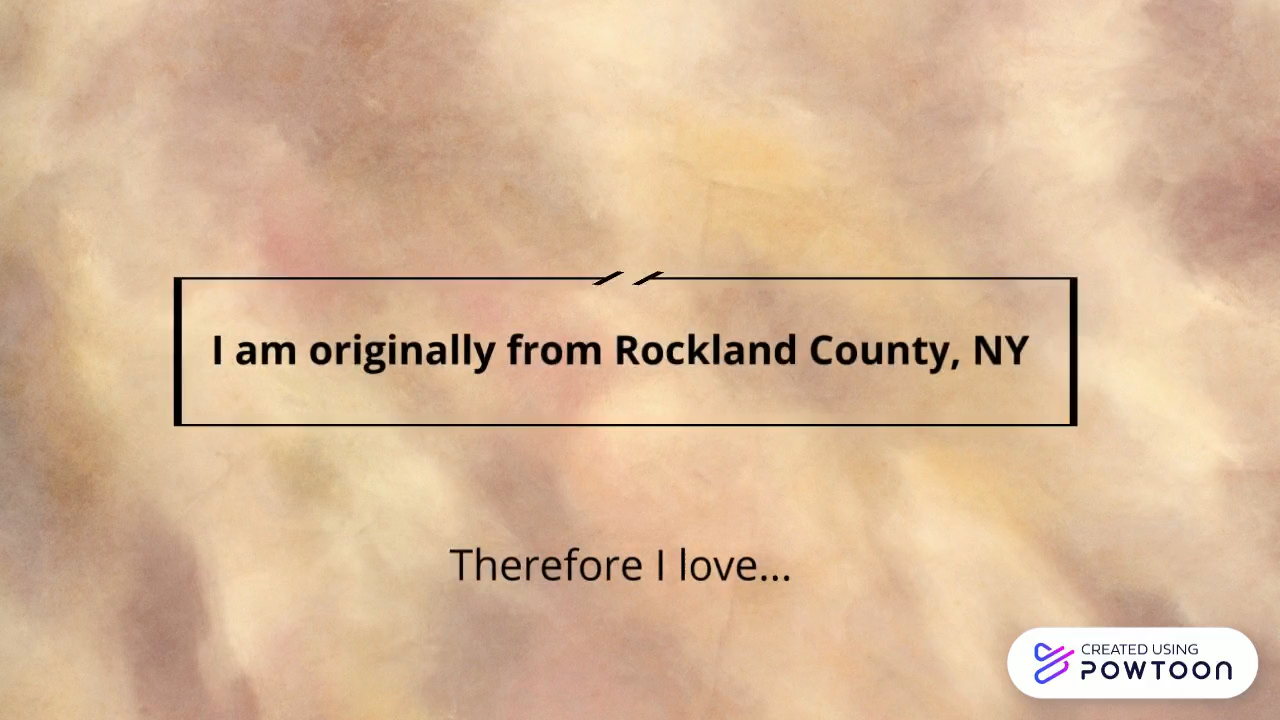 I am originally from Rockland County, NY
Therefore I love...
CREATED USING
POWTOON